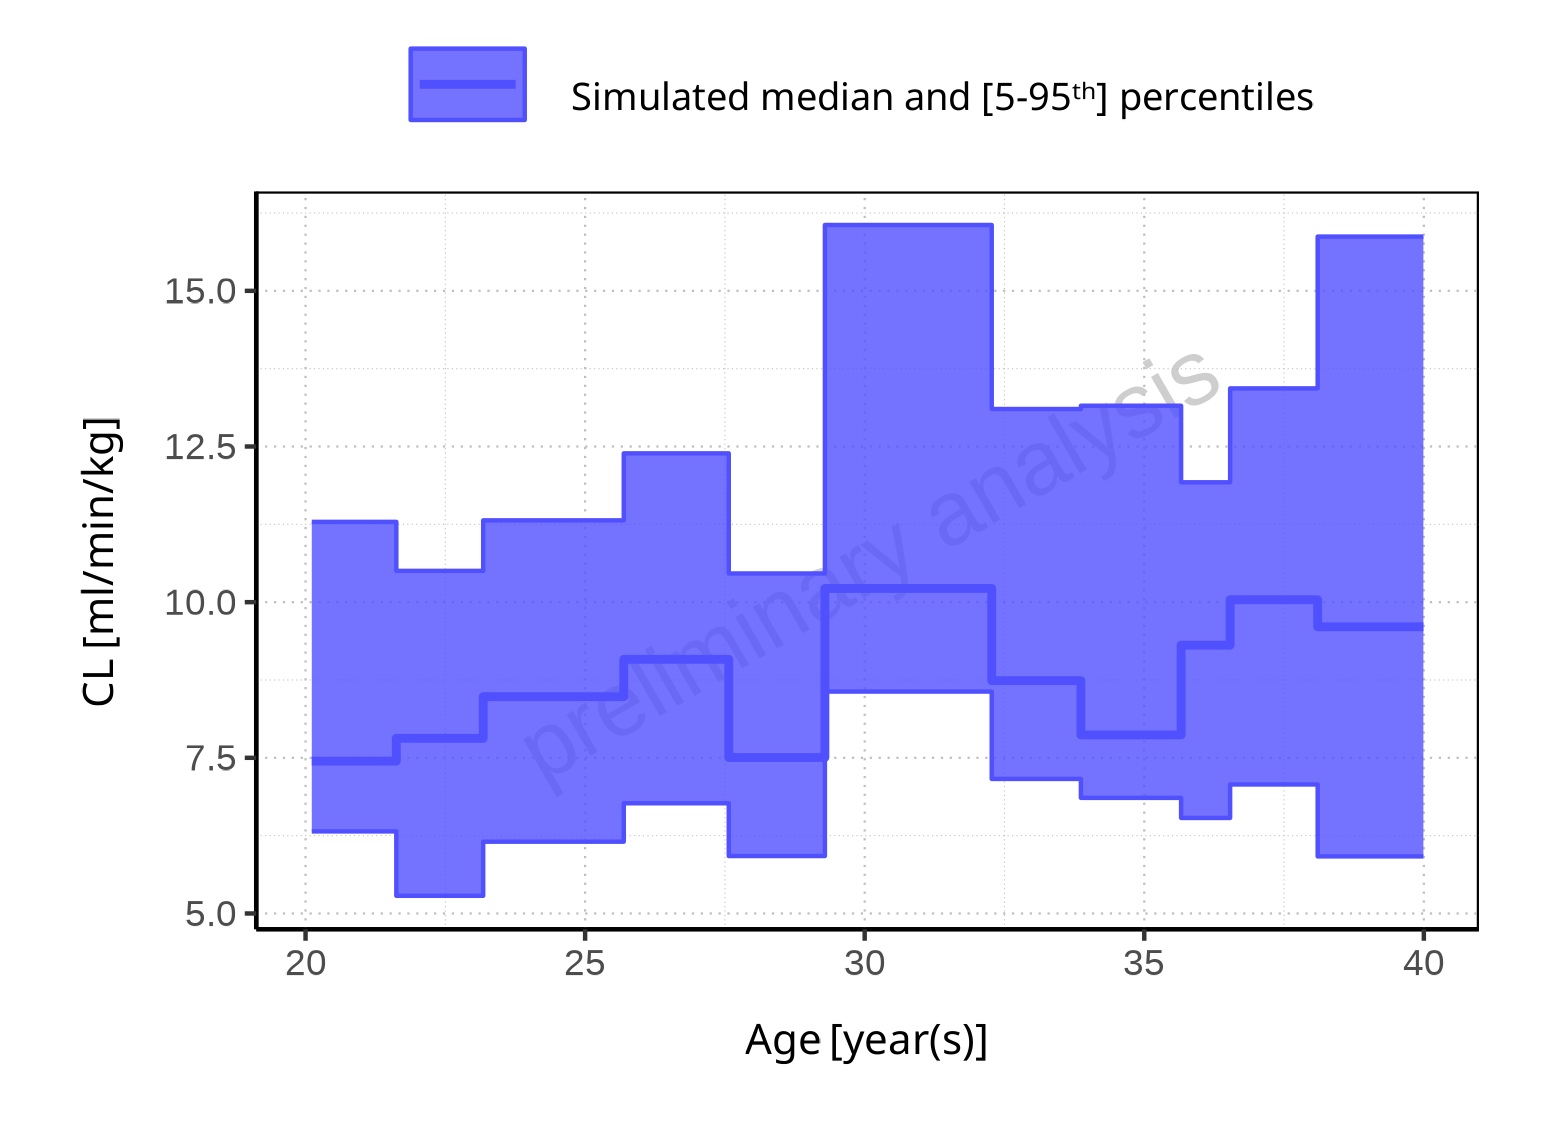 Simulated median and [5-95ᵗʰ] percentiles
15.0
12.5
10.0
7.5
5.0
CL [ml/min/kg]
preliminary analysis
20 25 30 35 40
Age [year(s)]